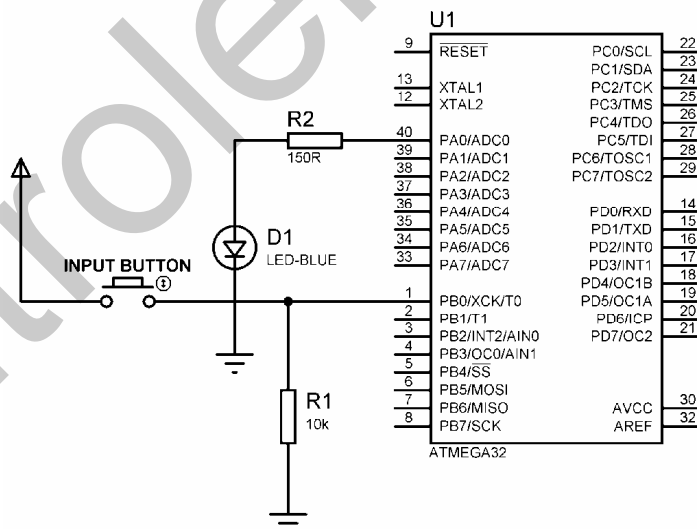 U1
9 RESET PC0/SCL 22
PC1/SDA 23
13 XTAL1 PC2/TCK 24
12 XTAL2 PC3/TMS 25
PC4/TDO 26
R2
150R
40 PA0/ADC0 PC5/TDI 27
39 PA1/ADC1 PC6/TOSC1 28
38 PA2/ADC2 PC7/TOSC2 29
37 PA3/ADC3
36 PA4/ADC4 PD0/RXD 14
35 PA5/ADC5 PD1/TXD 15
34 PA6/ADC6 PD2/INT0 16
33 PA7/ADC7 PD3/INT1 17
PD4/OC1B 18
D1
LED-BLUE
INPUT BUTTON
1 PB0/XCK/T0 PD5/OC1A 19
2 PB1/T1 PD6/ICP 20
3 PB2/INT2/AIN0 PD7/OC2 21
4 PB3/OC0/AIN1
5 PB4/SS
6 PB5/MOSI
7 PB6/MISO AVCC 30
8 PB7/SCK AREF 32
R1
10k
ATMEGA32